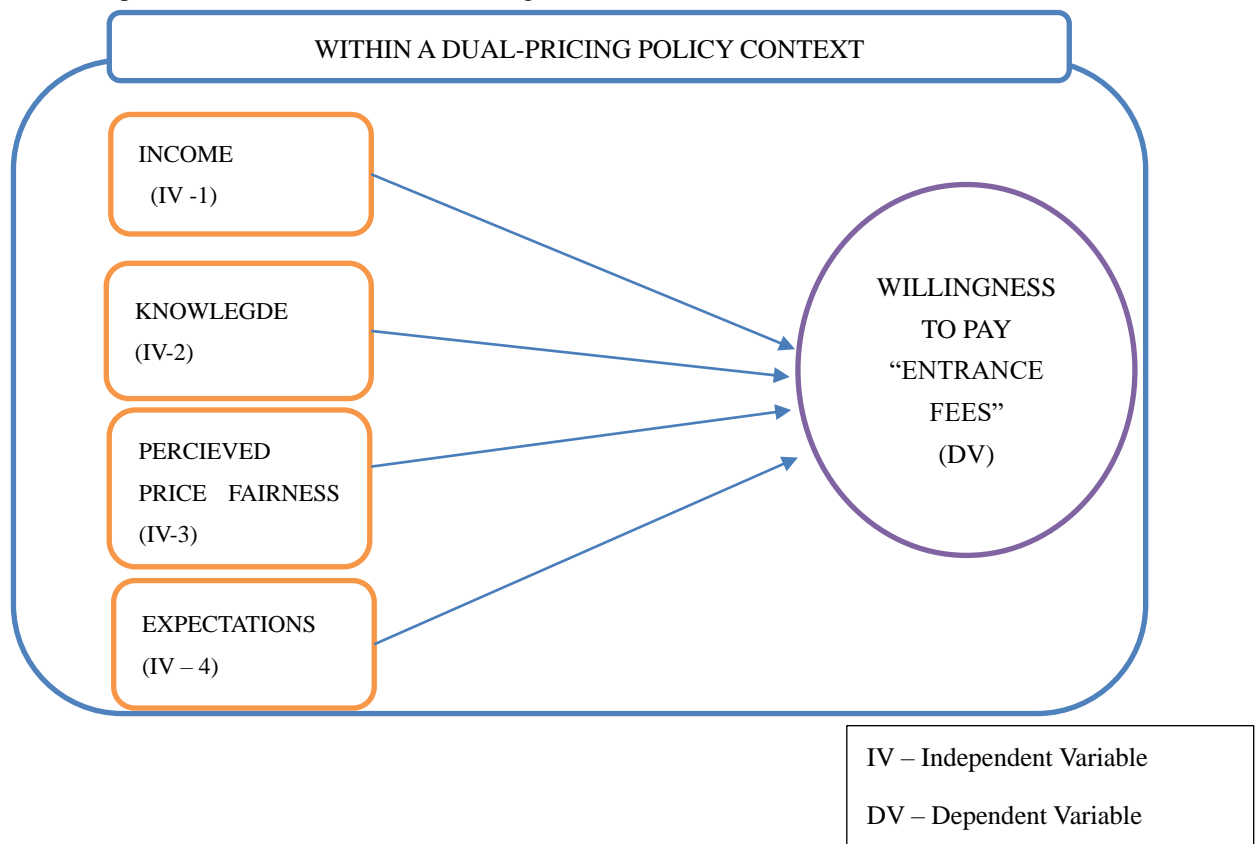 WITHIN A DUAL-PRICING POLICY CONTEXT
INCOME
(IV -1)
KNOWLEGDE
(IV-2)
PERCIEVED
PRICE FAIRNESS
(IV-3)
EXPECTATIONS
(IV – 4)
WILLINGNESS
TO PAY
“ENTRANCE
FEES”
(DV)
IV – Independent Variable
DV – Dependent Variable